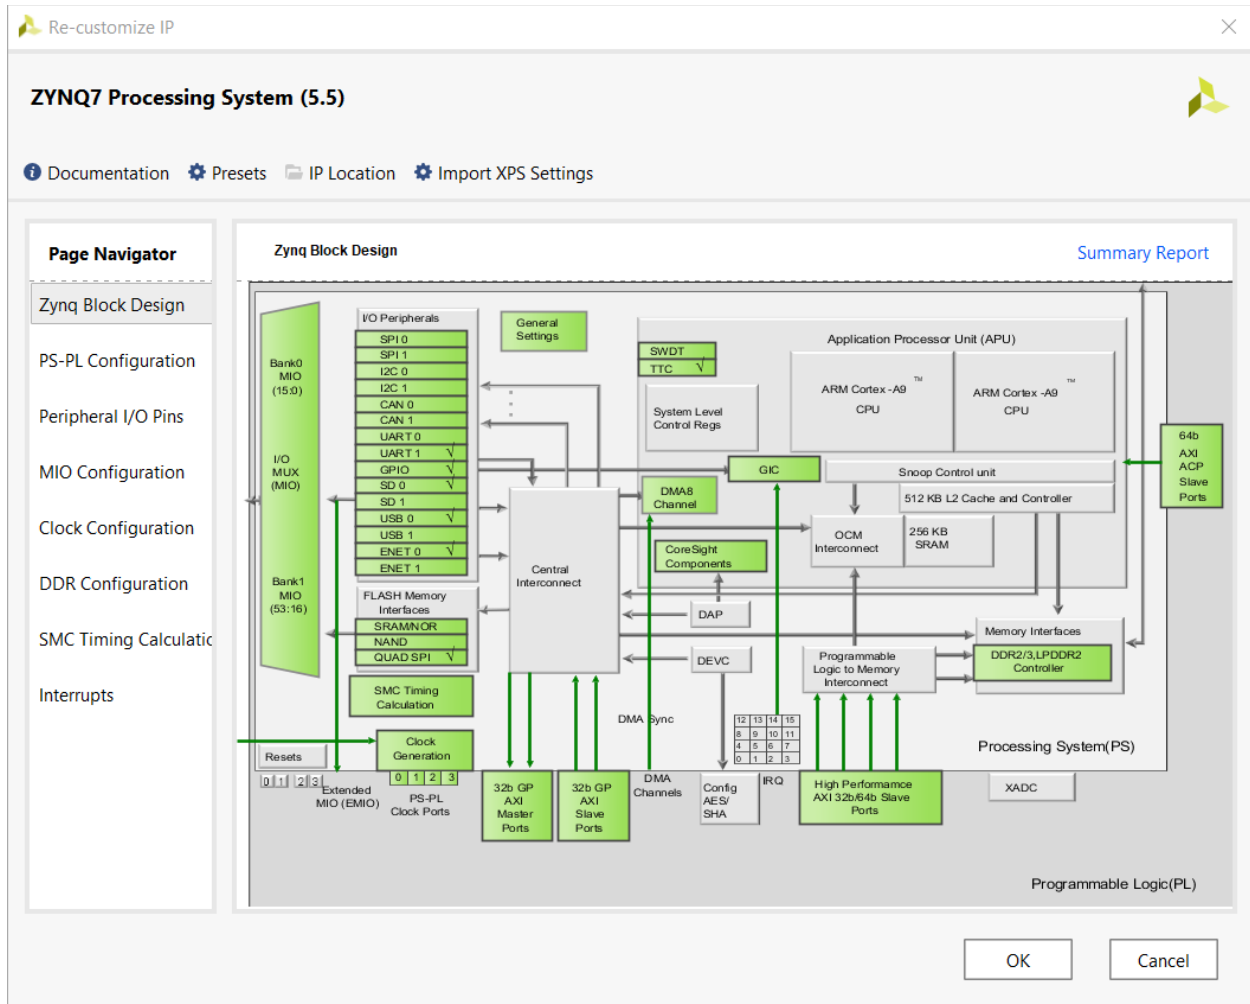 Re-customize IP
ZYNQ7 Processing System (5.5)
Documentation Presets IP Location Import XPS Settings
Page Navigator
Zynq Block Design
PS-PL Configuration
Peripheral I/O Pins
MIO Configuration
Clock Configuration
DDR Configuration
SMC Timing Calculatic
Interrupts
Zynq Block Design
Summary Report
Bank0
MIO
(15:0)
I/O
MUX
(MIO)
Bank1
MIO
(53:16)
I/O Peripherals
SPI 0
SPI 1
I2C 0
I2C 1
CAN 0
CAN 1
UART 0
UART 1 √
GPIO √
SD 0 √
SD 1
USB 0 √
USB 1
ENET 0 √
ENET 1
FLASH Memory
Interfaces
SRAM/NOR
NAND
QUAD SPI √
SMC Timing
Calculation
General
Settings
SWDT
TTC √
System Level
Control Regs
Application Processor Unit (APU)
ARM Cortex -A9 ™
CPU
ARM Cortex -A9 ™
CPU
64b
AXI
ACP
Slave
Ports
GIC
Snoop Control unit
512 KB L2 Cache and Controller
DMA8
Channel
OCM
Interconnect
256 KB
SRAM
CoreSight
Components
Central
Interconnect
DAP
DEVC
Memory Interfaces
DDR2/3,LPDDR2
Controller
Programmable
Logic to Memory
Interconnect
DMA Sync
12 13 14 15
8 9 10 11
4 5 6 7
0 1 2 3
Processing System(PS)
Resets
Clock
Generation
0 1 2 3
0 1 2 3
Extended
MIO (EMIO)
PS-PL
Clock Ports
32b GP
AXI
Master
Ports
32b GP
AXI
Slave
Ports
DMA
Channels
Config
AES/
SHA
IRQ
High Performamce
AXI 32b/64b Slave
Ports
XADC
Programmable Logic(PL)
OK
Cancel